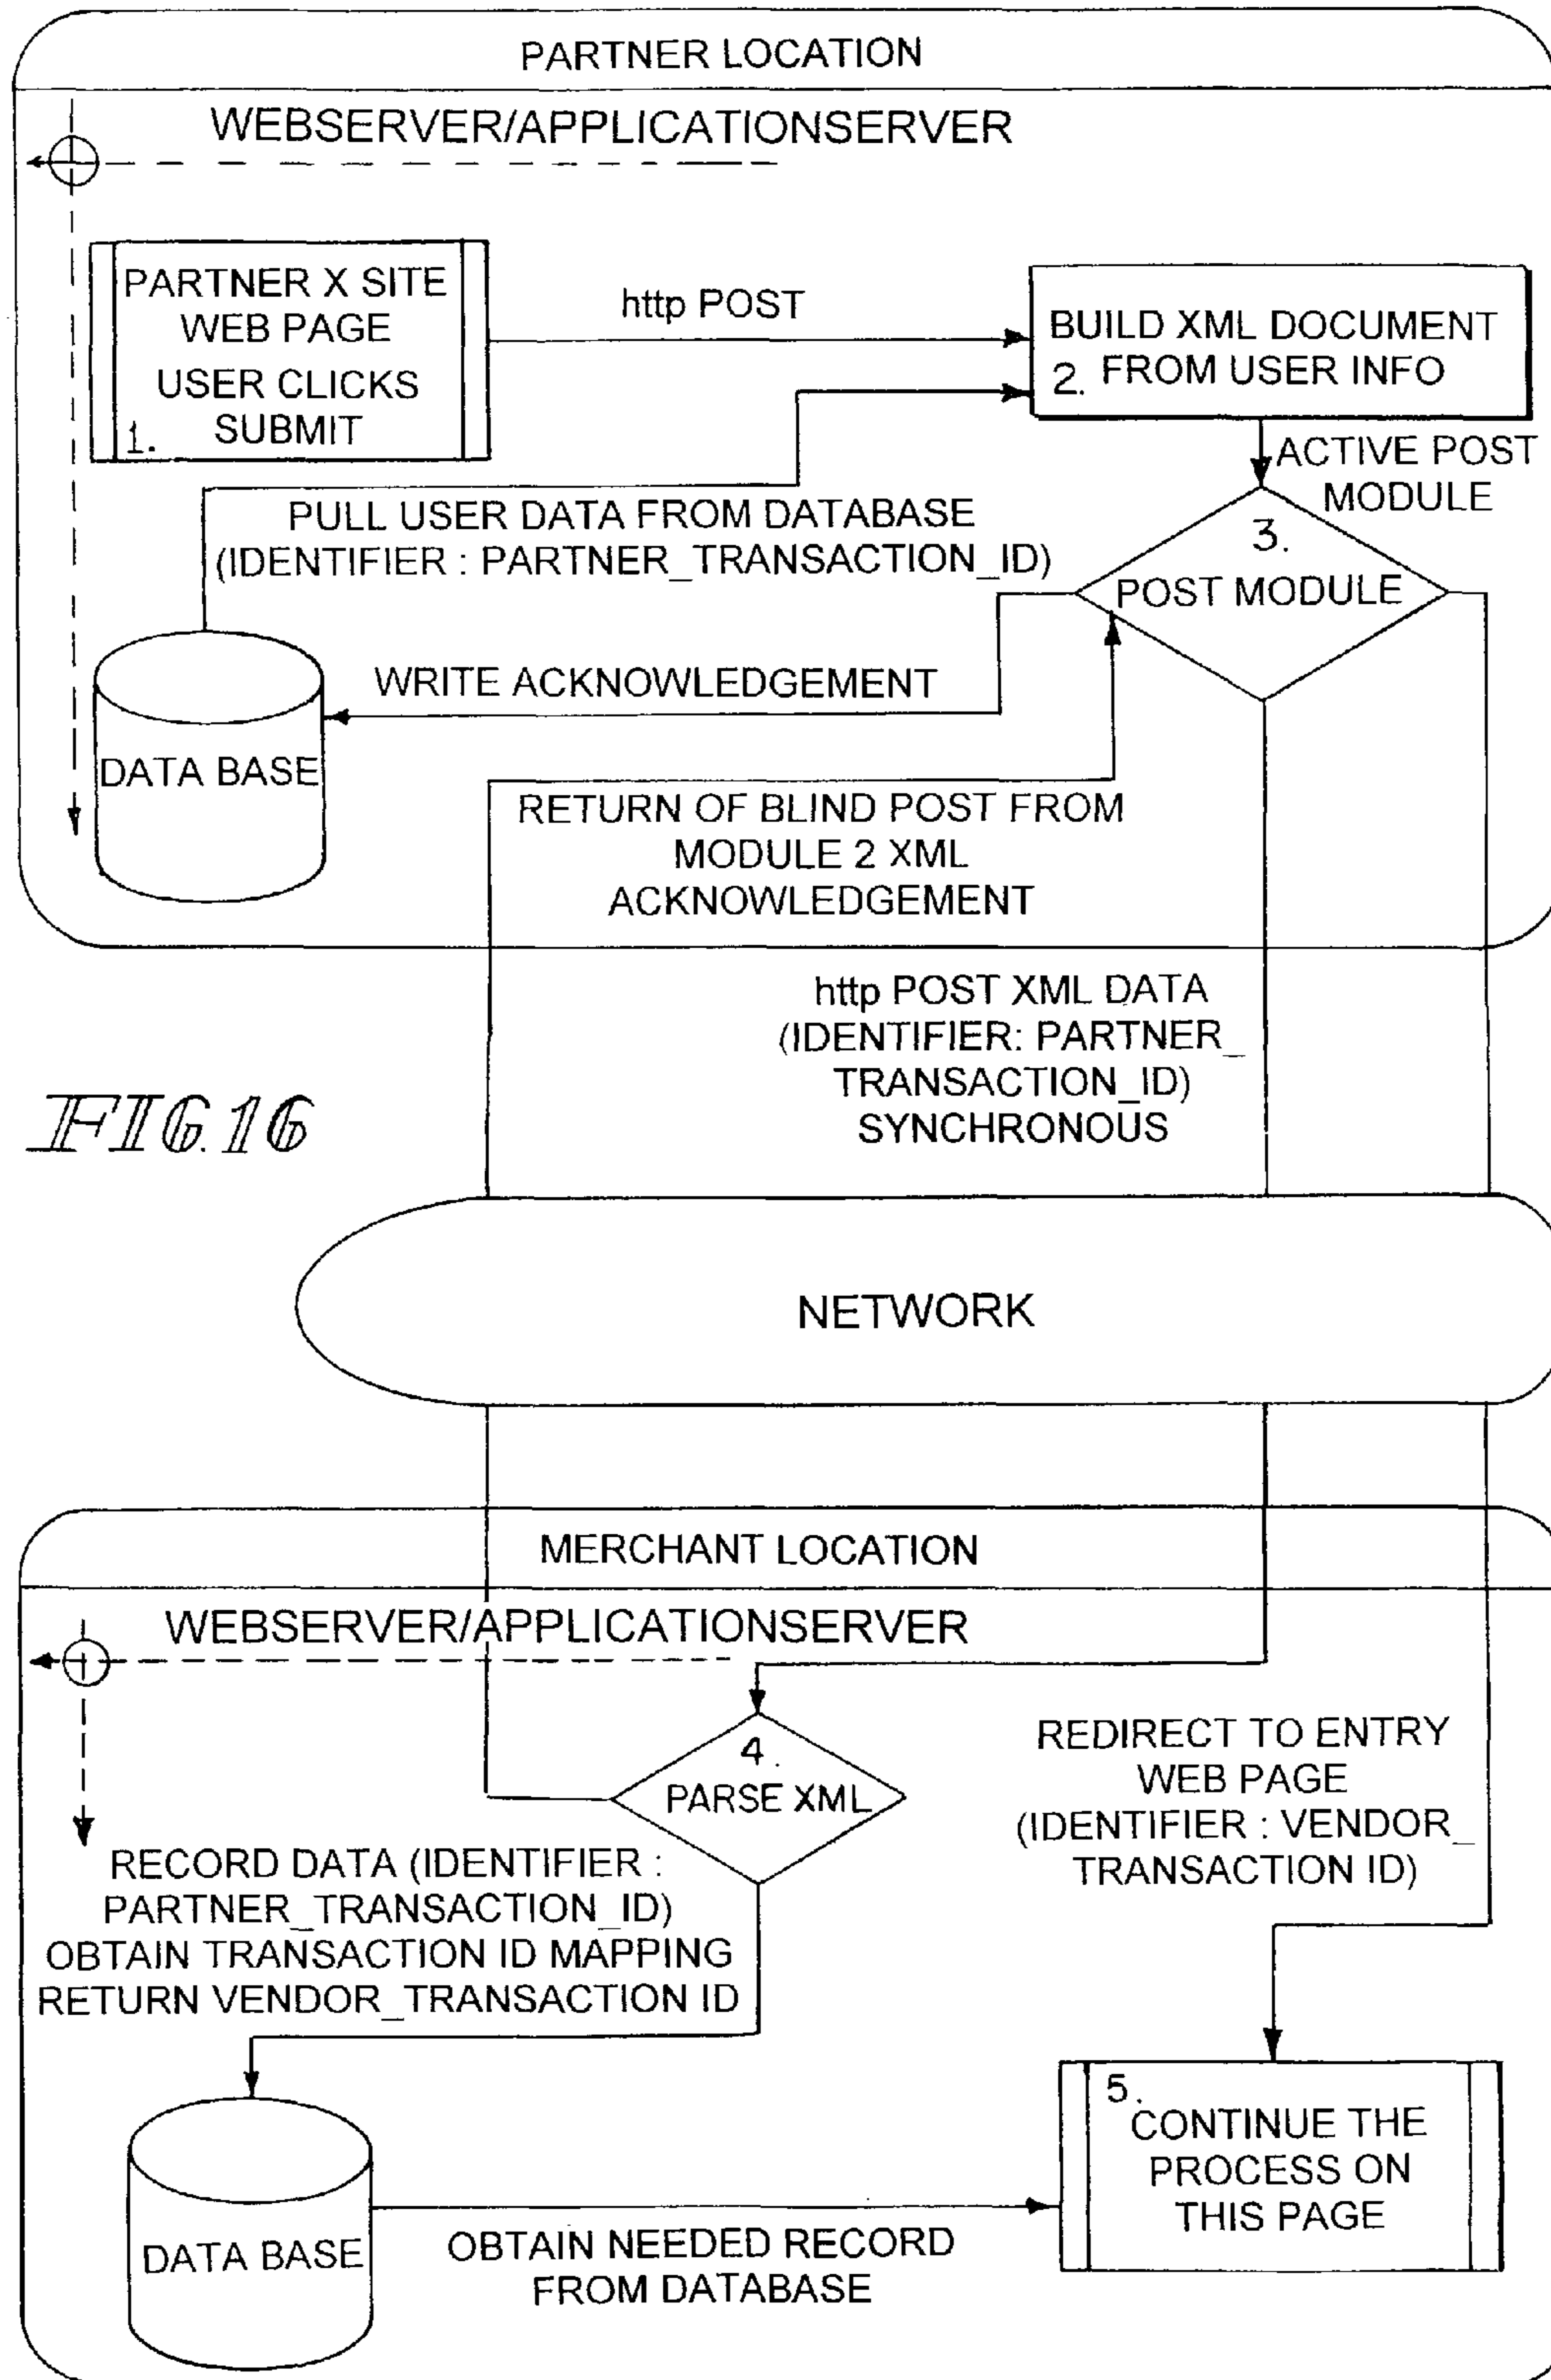 PARTNER LOCATION
WEBSERVER/APPLICATIONSERVER
PARTNER X SITE
WEB PAGE
USER CLICKS
SUBMIT
1.
http POST
BUILD XML DOCUMENT
2. FROM USER INFO
ACTIVE POST
MODULE
PULL USER DATA FROM DATABASE
(IDENTIFIER : PARTNER_TRANSACTION_ID)
3.
POST MODULE
WRITE ACKNOWLEDGEMENT
DATA BASE
RETURN OF BLIND POST FROM
MODULE 2 XML
ACKNOWLEDGEMENT
http POST XML DATA
(IDENTIFIER: PARTNER_
TRANSACTION_ID)
SYNCHRONOUS
FIG. 16
NETWORK
MERCHANT LOCATION
WEBSERVER/APPLICATIONSERVER
4.
PARSE XML
REDIRECT TO ENTRY
WEB PAGE
(IDENTIFIER : VENDOR_
TRANSACTION ID)
RECORD DATA (IDENTIFIER :
PARTNER_TRANSACTION_ID)
OBTAIN TRANSACTION ID MAPPING
RETURN VENDOR_TRANSACTION ID
5.
CONTINUE THE
PROCESS ON
THIS PAGE
DATA BASE
OBTAIN NEEDED RECORD
FROM DATABASE